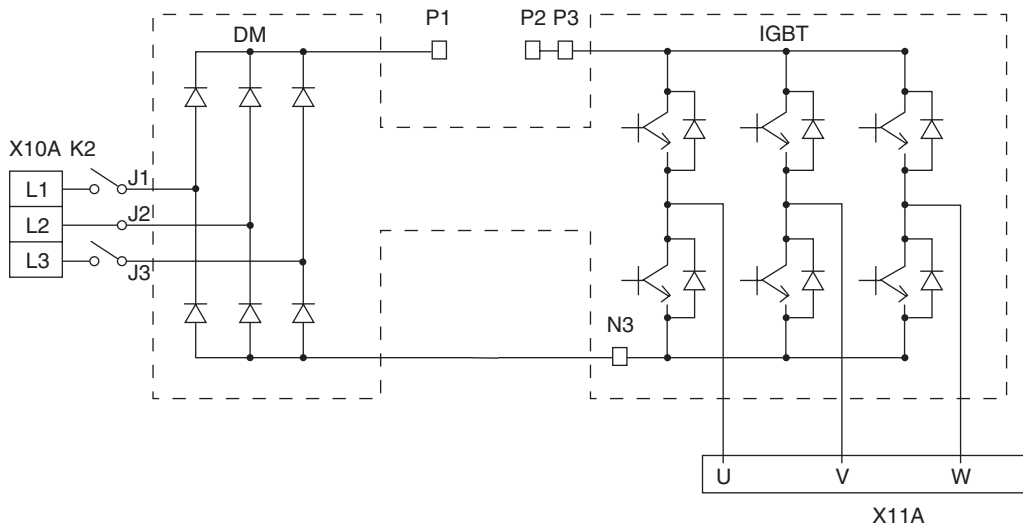 P1 P2 P3
DM IGBT
X10A K2
L1 J1
L2 J2
L3 J3
N3
U V W
X11A